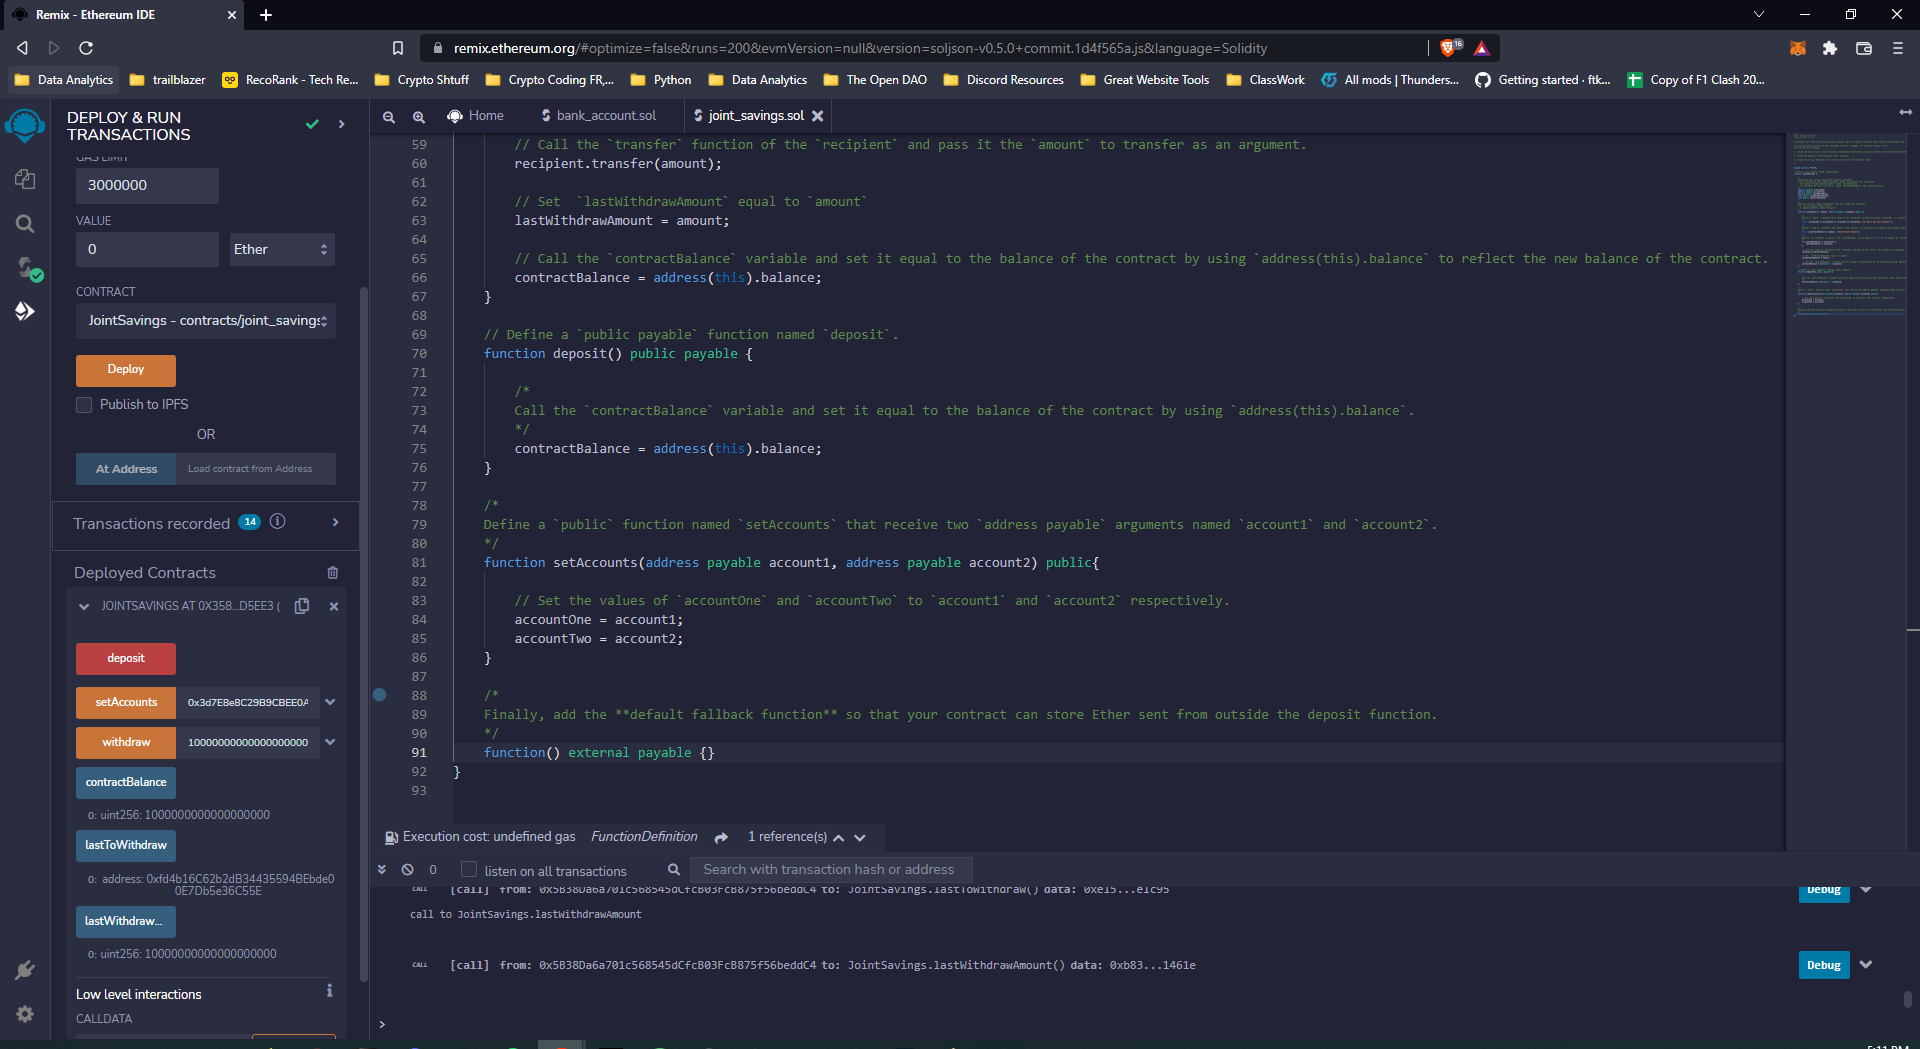 Remix - Ethereum IDE
remix.ethereum.org/#optimize=false&runs=200&evmVersion=null&version=soljson-v0.5.0+commit.1d4f565a.js&language=Solidity
16
Data Analytics
trailblazer
RecoRank - Tech Re...
Crypto Shtuff
Crypto Coding FR,...
Python
Data Analytics
The Open DAO
Discord Resources
Great Website Tools
ClassWork
All mods | Thunders...
Getting started · ftk...
Copy of F1 Clash 20...
DEPLOY & RUN
TRANSACTIONS
GAS LIMIT
3000000
VALUE
0
Ether
CONTRACT
JointSavings - contracts/joint_savings
Deploy
Publish to IPFS
OR
At Address
Load contract from Address
Transactions recorded 14
Deployed Contracts
JOINTSAVINGS AT 0X358...D5EE3 (
deposit
setAccounts
0x3d7E8e8C29B9CBEE0A
withdraw
10000000000000000000
contractBalance
0: uint256: 1000000000000000000
lastToWithdraw
0: address: 0xfd4b16C62b2dB34435594BEbde0
0E7Db5e36C55E
lastWithdraw...
0: uint256: 10000000000000000000
Low level interactions
CALLDATA
Home
bank_account.sol
joint_savings.sol
59 // Call the `transfer` function of the `recipient` and pass it the `amount` to transfer as an argument.
60 recipient.transfer(amount);
61
62 // Set  `lastWithdrawAmount` equal to `amount`
63 lastWithdrawAmount = amount;
64
65 // Call the `contractBalance` variable and set it equal to the balance of the contract by using `address(this).balance` to reflect the new balance of the contract.
66 contractBalance = address(this).balance;
67 }
68
69 // Define a `public payable` function named `deposit`.
70 function deposit() public payable {
71
72 /*
73 Call the `contractBalance` variable and set it equal to the balance of the contract by using `address(this).balance`.
74 */
75 contractBalance = address(this).balance;
76 }
77
78 /*
79 Define a `public` function named `setAccounts` that receive two `address payable` arguments named `account1` and `account2`.
80 */
81 function setAccounts(address payable account1, address payable account2) public{
82
83 // Set the values of `accountOne` and `accountTwo` to `account1` and `account2` respectively.
84 accountOne = account1;
85 accountTwo = account2;
86 }
87
88 /*
89 Finally, add the **default fallback function** so that your contract can store Ether sent from outside the deposit function.
90 */
91 function() external payable {}
92 }
93
Execution cost: undefined gas FunctionDefinition 1 reference(s)
0
listen on all transactions
Search with transaction hash or address
CALL [call] from: 0x5B38Da6a701c568545dCfcB03FcB875f56beddC4 to: JointSavings.lastToWithdraw() data: 0xe15...e1c95
Debug
call to JointSavings.lastWithdrawAmount
CALL [call] from: 0x5B38Da6a701c568545dCfcB03FcB875f56beddC4 to: JointSavings.lastWithdrawAmount() data: 0xb83...1461e
Debug
>
5:11 PM